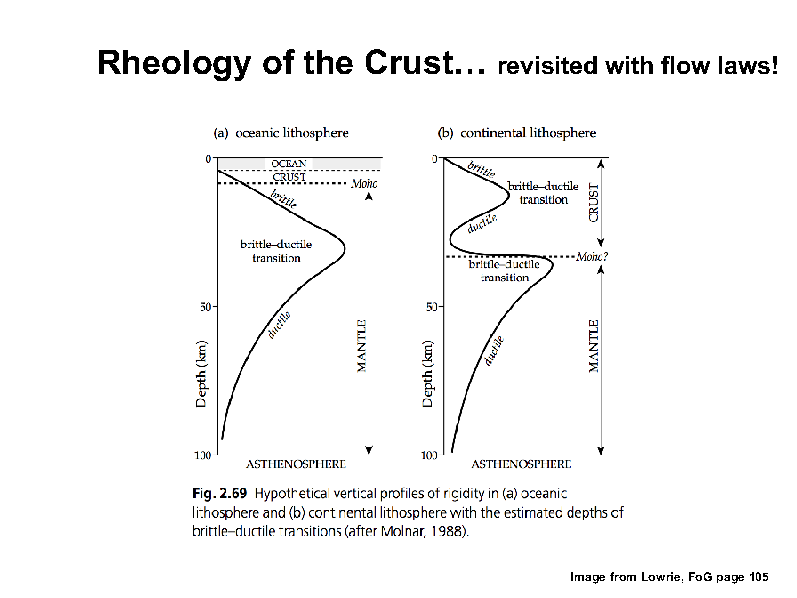 Rheology of the Crust… revisited with flow laws!
(a) oceanic lithosphere
0
OCEAN
CRUST
Moho
brittle
brittle–ductile
transition
50
ductile
MANTLE
Depth (km)
100
ASTHENOSPHERE
(b) continental lithosphere
0
brittle
brittle–ductile
transition
CRUST
ductile
Moho?
brittle–ductile
transition
50
ductile
MANTLE
Depth (km)
100
ASTHENOSPHERE
Fig. 2.69 Hypothetical vertical profiles of rigidity in (a) oceanic
lithosphere and (b) continental lithosphere with the estimated depths of
brittle–ductile transitions (after Molnar, 1988).
Image from Lowrie, FoG page 105